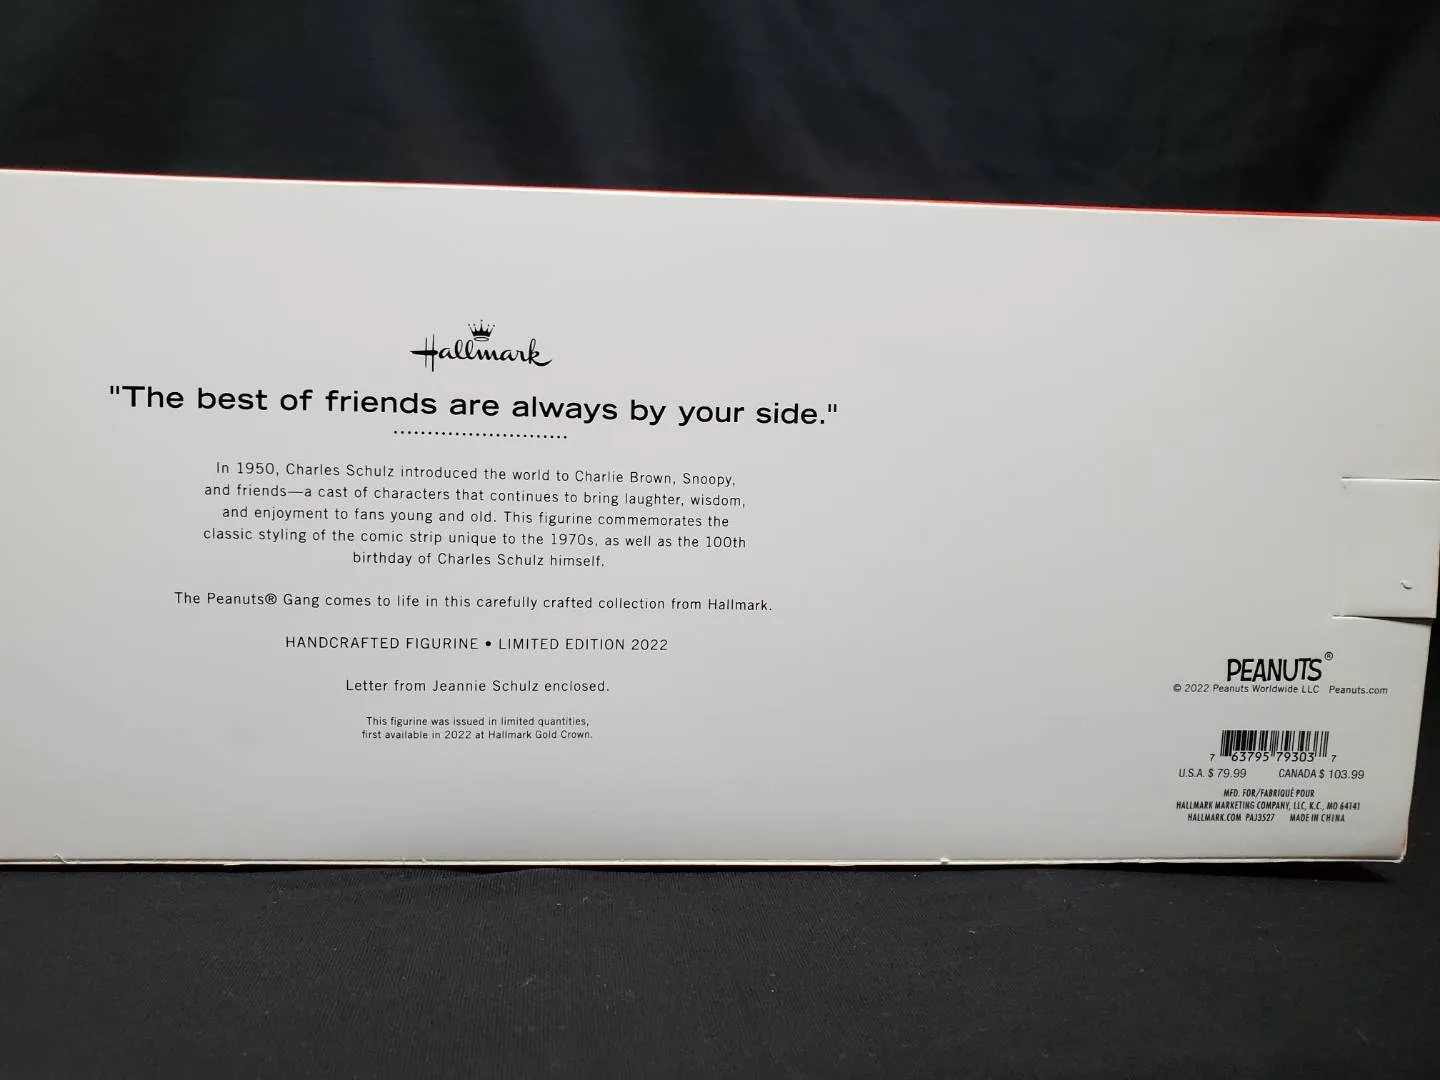 Hallmark
"The best of friends are always by your side."
In 1950, Charles Schulz introduced the world to Charlie Brown, Snoopy,
and friends—a cast of characters that continues to bring laughter, wisdom,
and enjoyment to fans young and old. This figurine commemorates the
classic styling of the comic strip unique to the 1970s, as well as the 100th
birthday of Charles Schulz himself.
The Peanuts® Gang comes to life in this carefully crafted collection from Hallmark.
HANDCRAFTED FIGURINE • LIMITED EDITION 2022
Letter from Jeannie Schulz enclosed.
This figurine was issued in limited quantities,
first available in 2022 at Hallmark Gold Crown.
PEANUTS®
© 2022 Peanuts Worldwide LLC Peanuts.com
7 63795 79303 7
U.S.A. $ 79.99 CANADA $ 103.99
MFD. FOR/FABRIQUÉ POUR
HALLMARK MARKETING COMPANY, LLC, K.C., MO 64141
HALLMARK.COM PAJ3527 MADE IN CHINA